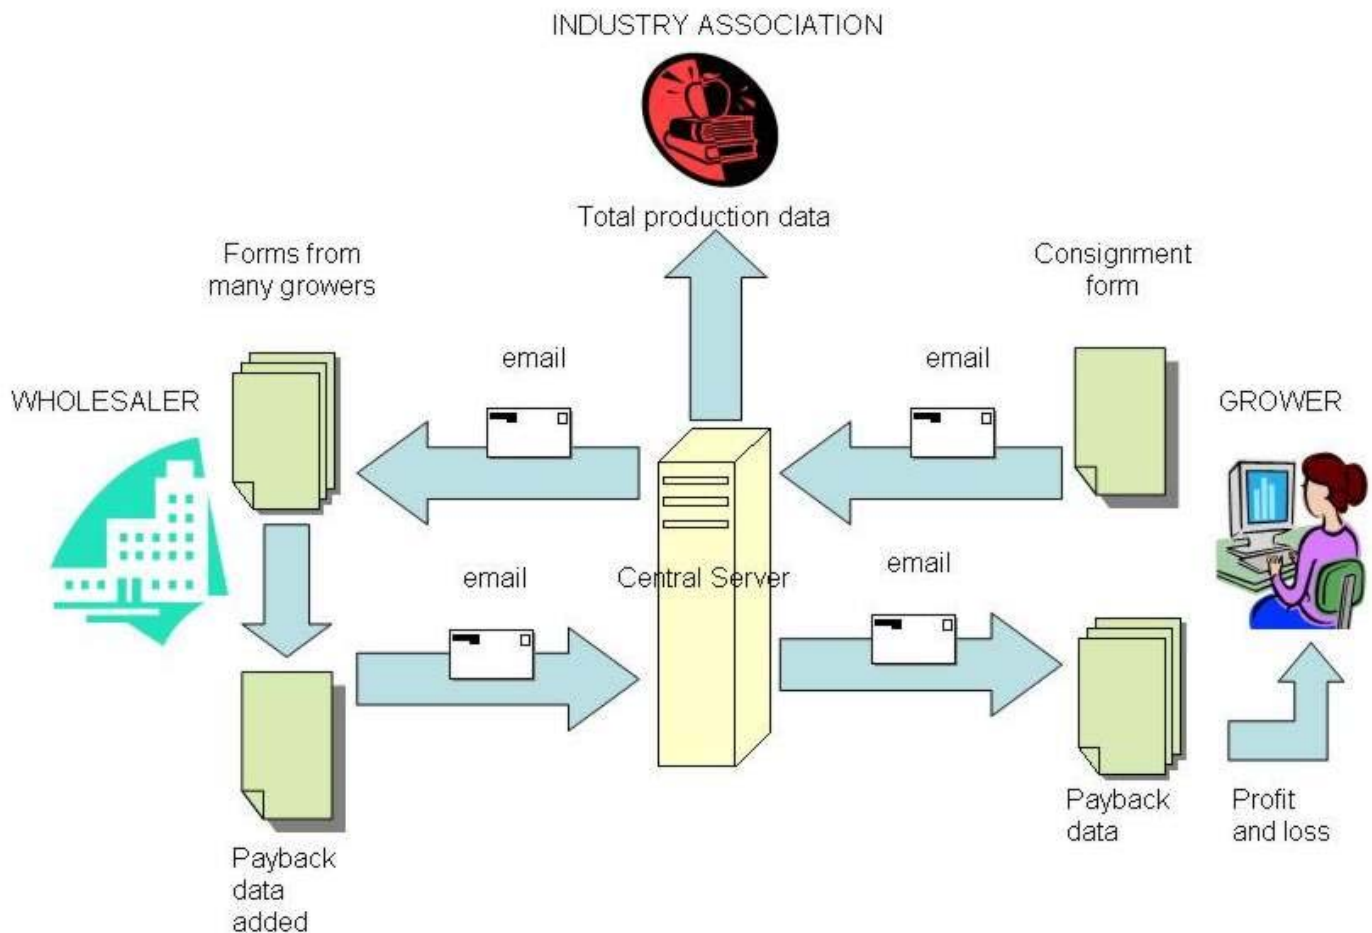 INDUSTRY ASSOCIATION
Total production data
Forms from
many growers
Consignment
form
email
email
WHOLESALER
GROWER
email
Central Server
email
Payback
data
added
Payback
data
Profit
and loss